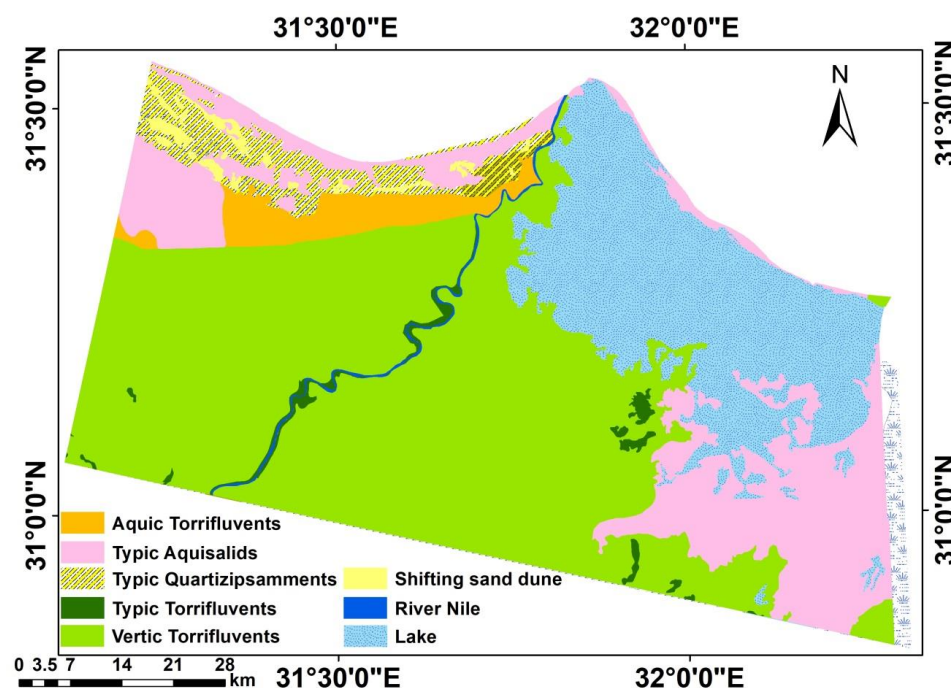 31°30'0"E 32°0'0"E
N
31°30'0"N 31°30'0"N
31°0'0"N 31°0'0"N
Aquic Torrifluvents
Typic Aquisalids
Typic Quartizipsamments Shifting sand dune
Typic Torrifluvents River Nile
Vertic Torrifluvents Lake
0 3.5 7 14 21 28
km
31°30'0"E 32°0'0"E